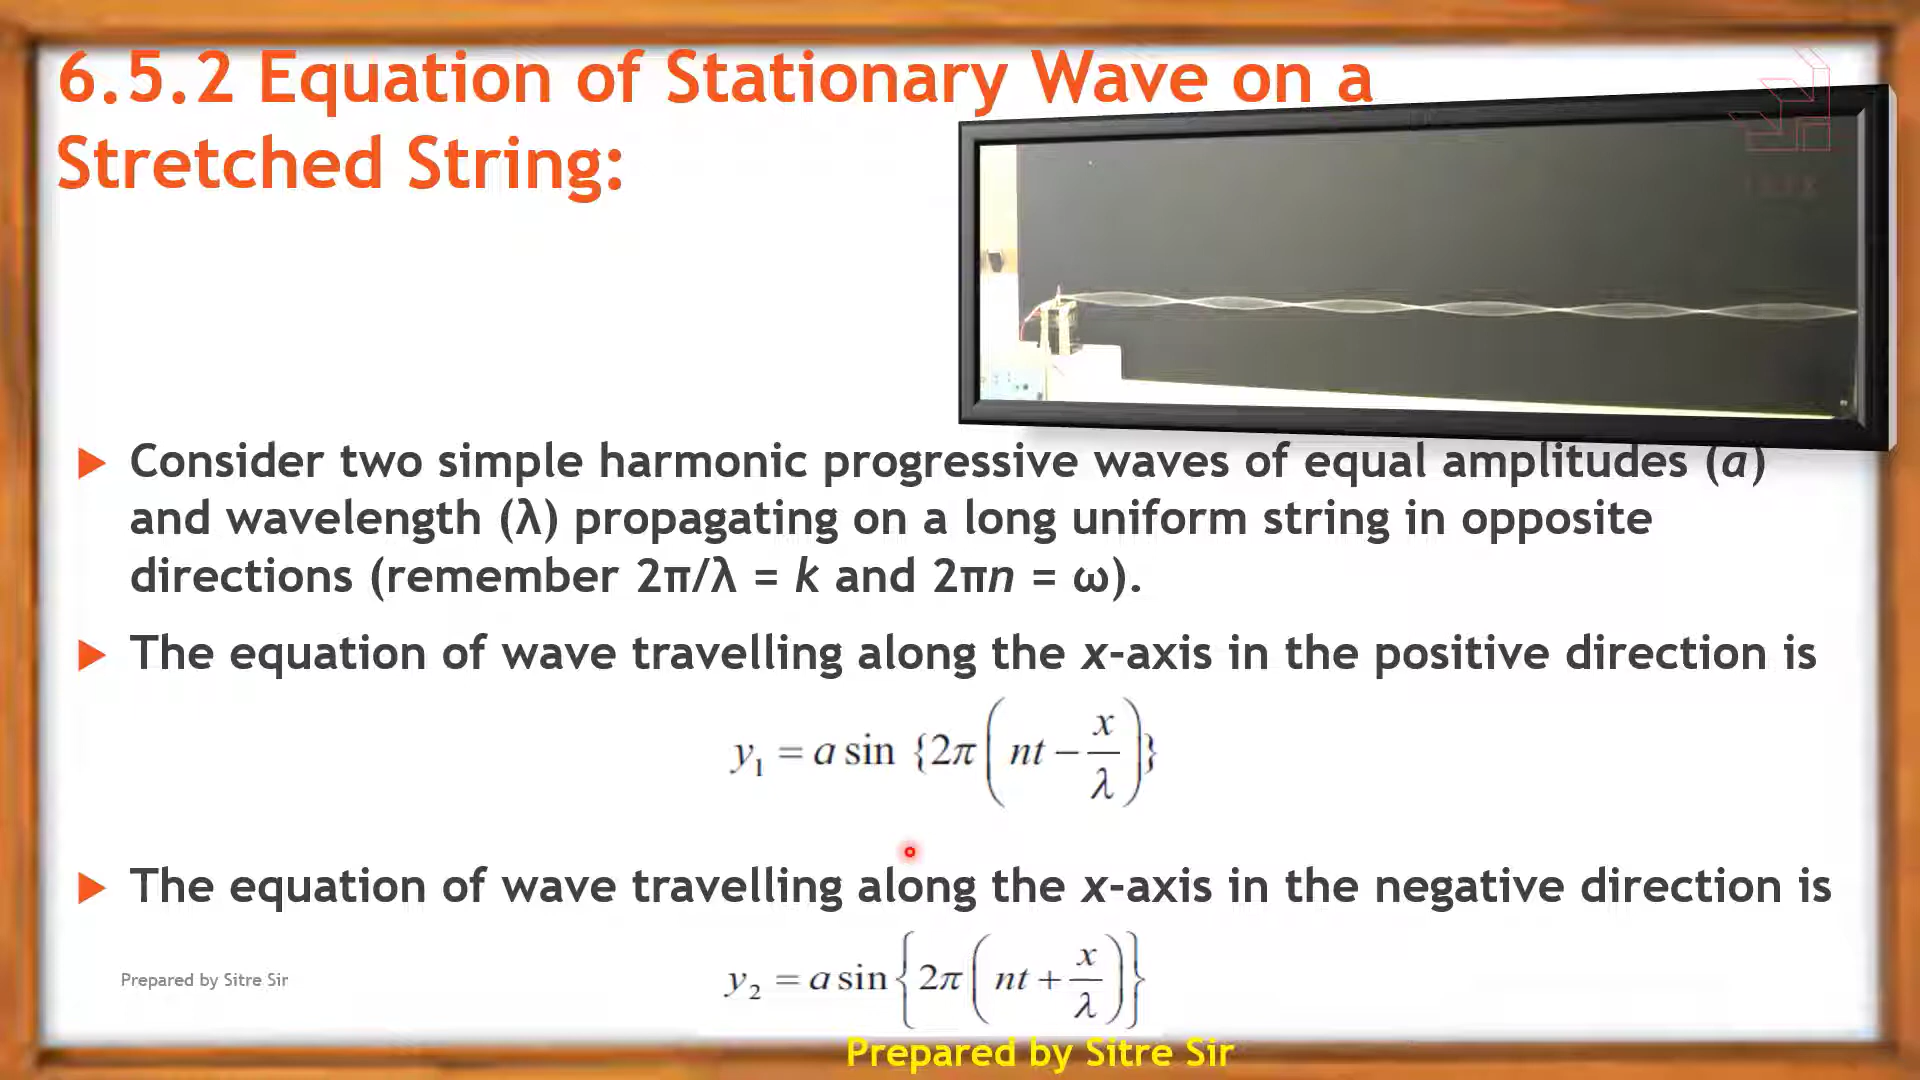 6.5.2 Equation of Stationary Wave on a
Stretched String:
Consider two simple harmonic progressive waves of equal amplitudes (a)
and wavelength (λ) propagating on a long uniform string in opposite
directions (remember 2π/λ = k and 2πn = ω).
The equation of wave travelling along the x-axis in the positive direction is
y₁ = a sin {2π(nt − x/λ)}
The equation of wave travelling along the x-axis in the negative direction is
y₂ = a sin{2π(nt + x/λ)}
Prepared by Sitre Sir
Prepared by Sitre Sir